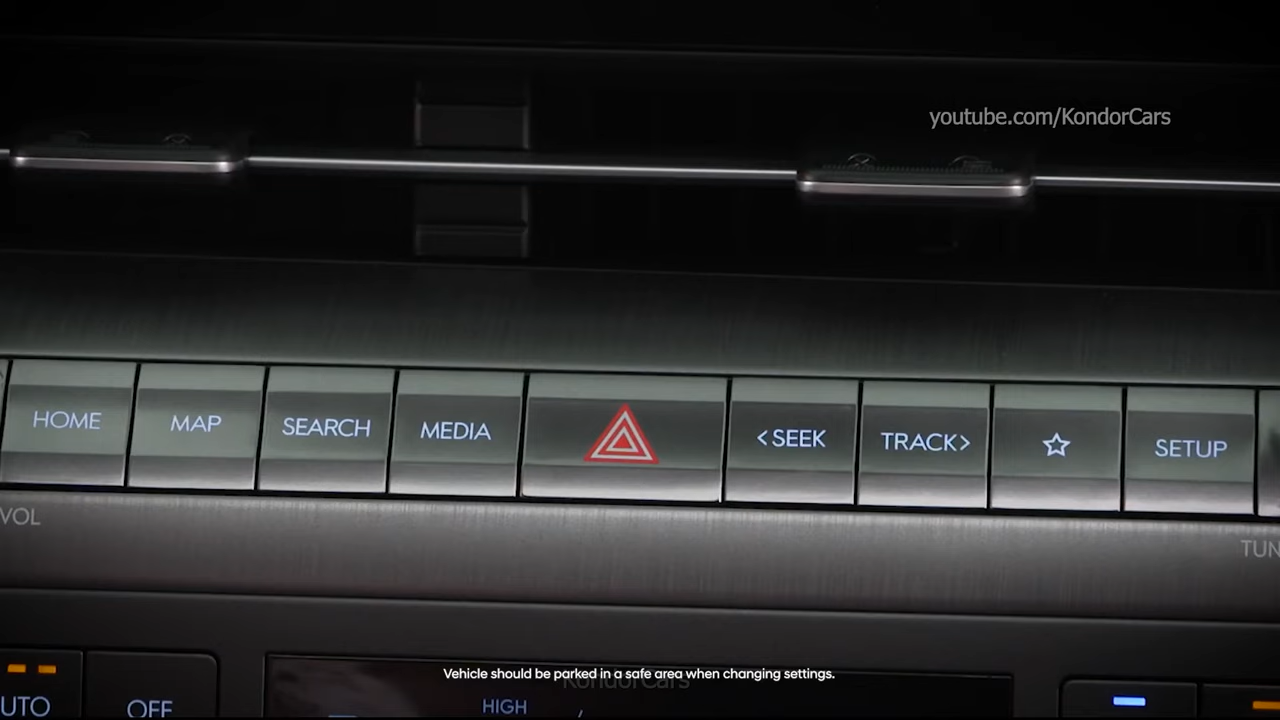 youtube.com/KondorCars
HOME
MAP
SEARCH
MEDIA
<SEEK
TRACK>
SETUP
VOL
TUN
Vehicle should be parked in a safe area when changing settings.
KondorCars
UTO
OFF
HIGH